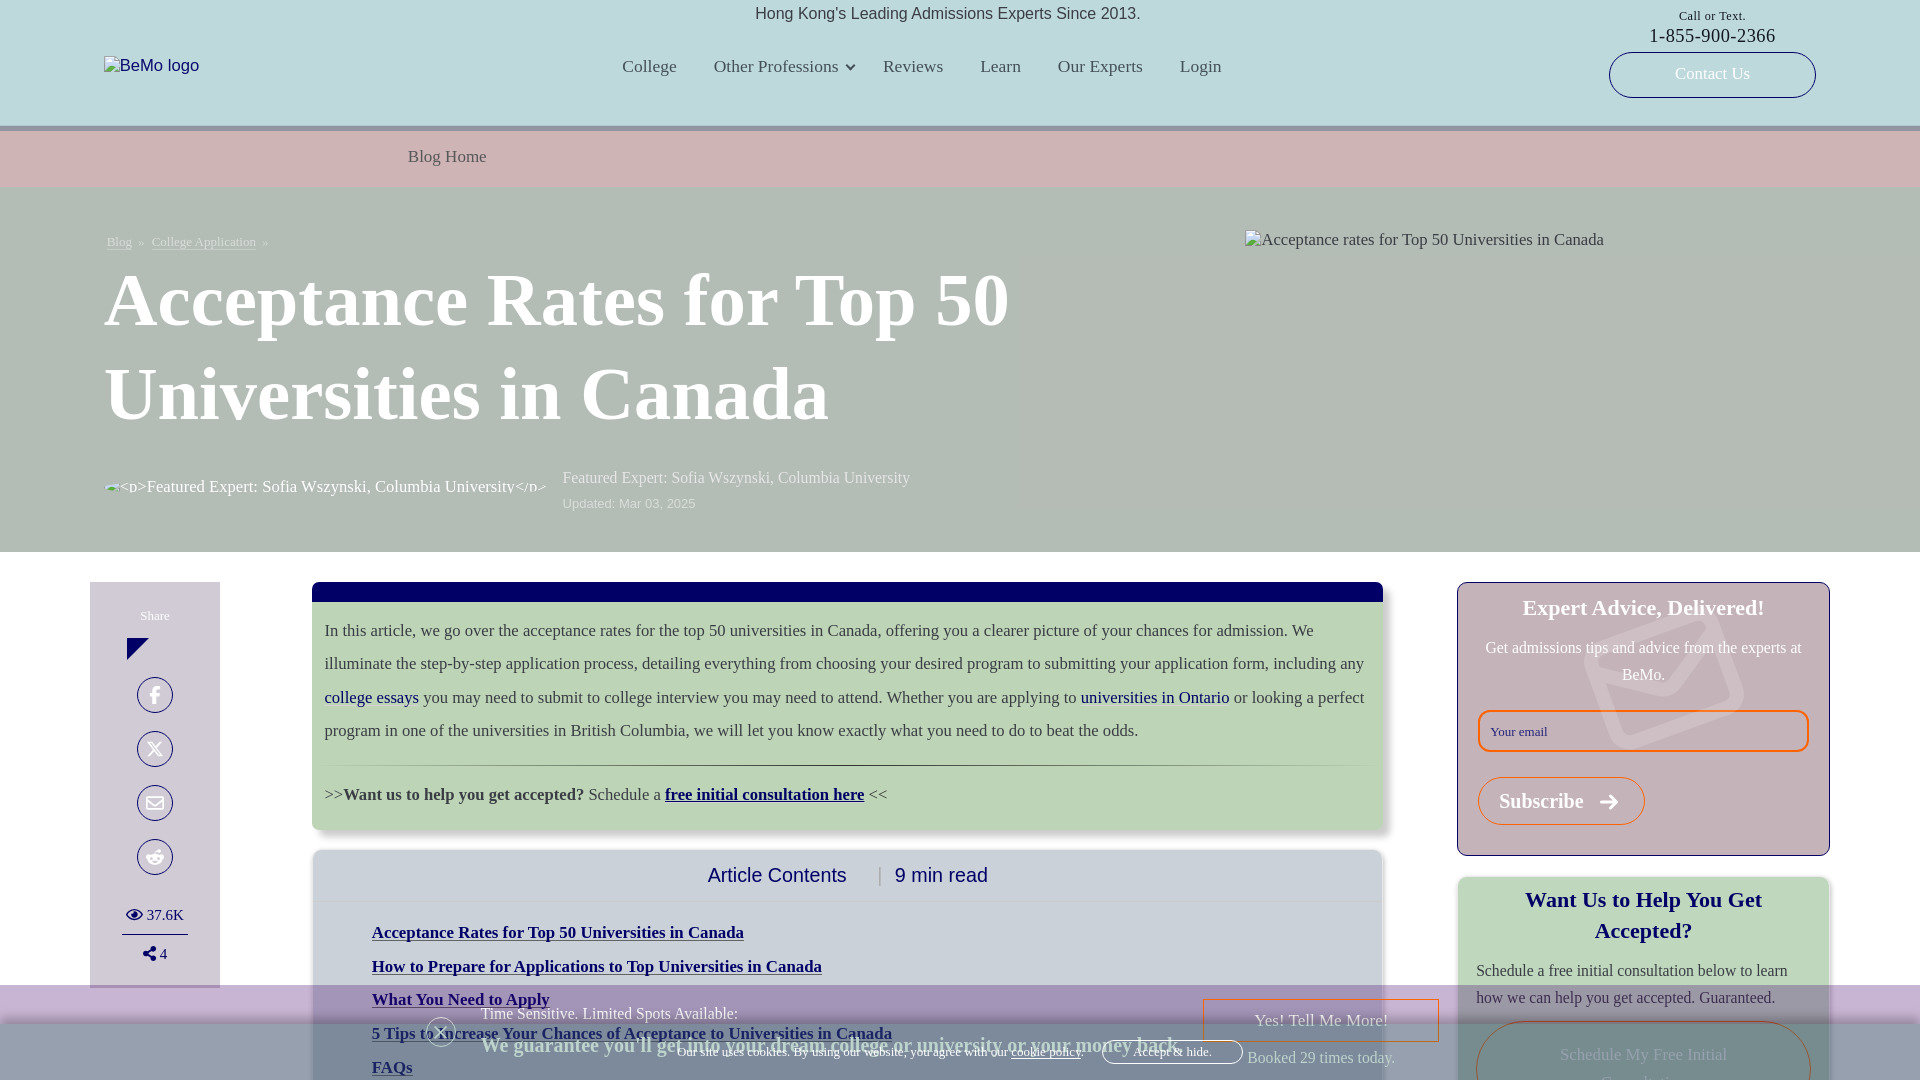 Hong Kong's Leading Admissions Experts Since 2013.
Call or Text.
1-855-900-2366
BeMo logo
College
Other Professions
Reviews
Learn
Our Experts
Login
Contact Us
Blog Home
Blog » College Application »
Acceptance Rates for Top 50
Universities in Canada
Acceptance rates for Top 50 Universities in Canada
<p>Featured Expert: Sofia Wszynski, Columbia University</p>
Featured Expert: Sofia Wszynski, Columbia University
Updated: Mar 03, 2025
Share
37.6K
4
In this article, we go over the acceptance rates for the top 50 universities in Canada, offering you a clearer picture of your chances for admission. We
illuminate the step-by-step application process, detailing everything from choosing your desired program to submitting your application form, including any
college essays you may need to submit to college interview you may need to attend. Whether you are applying to universities in Ontario or looking a perfect
program in one of the universities in British Columbia, we will let you know exactly what you need to do to beat the odds.
>>Want us to help you get accepted? Schedule a free initial consultation here <<
Article Contents | 9 min read
Acceptance Rates for Top 50 Universities in Canada
How to Prepare for Applications to Top Universities in Canada
What You Need to Apply
5 Tips to Increase Your Chances of Acceptance to Universities in Canada
FAQs
Expert Advice, Delivered!
Get admissions tips and advice from the experts at
BeMo.
Your email
Subscribe
Want Us to Help You Get
Accepted?
Schedule a free initial consultation below to learn
how we can help you get accepted. Guaranteed.
Schedule My Free Initial
Time Sensitive. Limited Spots Available:
We guarantee you'll get into your dream college or university or your money back.
Yes! Tell Me More!
Booked 29 times today.
Our site uses cookies. By using our website, you agree with our cookie policy.
Accept & hide.